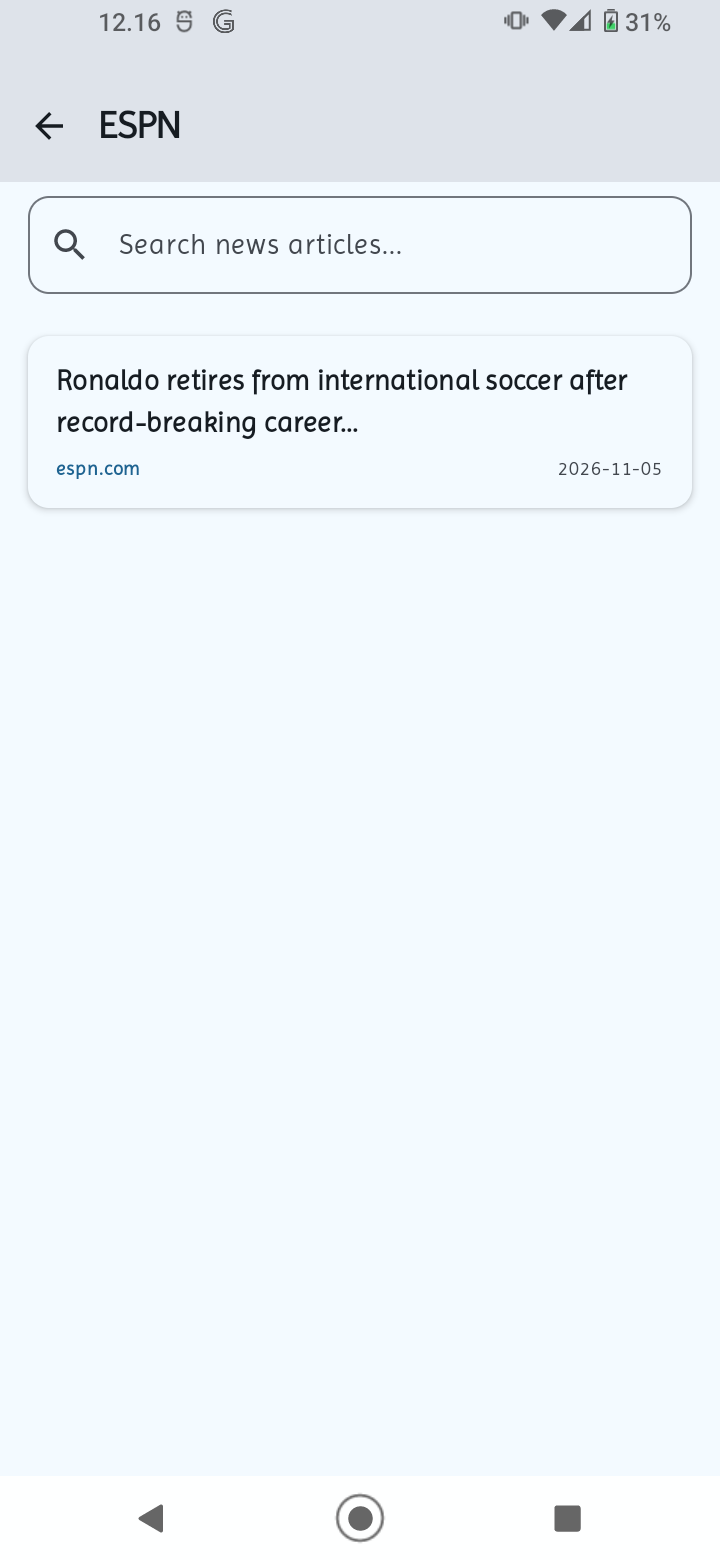 12.16
31%
ESPN
Search news articles...
Ronaldo retires from international soccer after
record-breaking career...
espn.com
2026-11-05